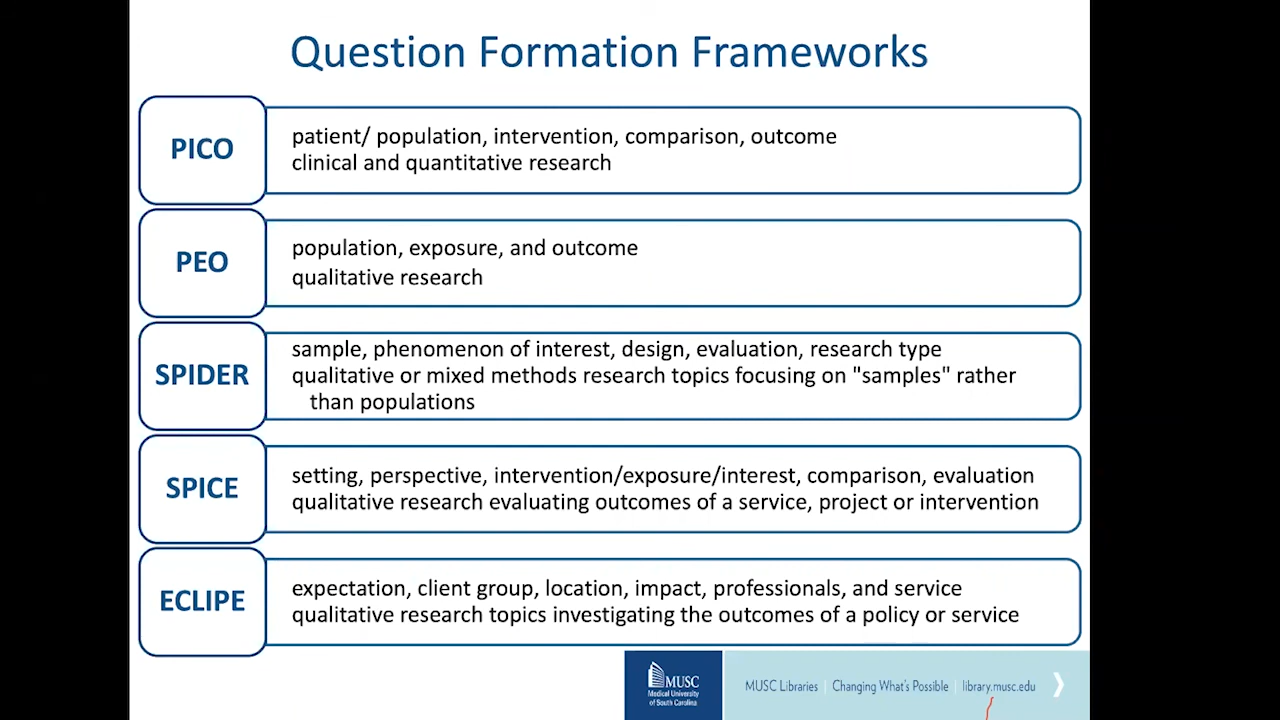 Question Formation Frameworks
PICO
patient/ population, intervention, comparison, outcome
clinical and quantitative research
PEO
population, exposure, and outcome
qualitative research
SPIDER
sample, phenomenon of interest, design, evaluation, research type
qualitative or mixed methods research topics focusing on "samples" rather
than populations
SPICE
setting, perspective, intervention/exposure/interest, comparison, evaluation
qualitative research evaluating outcomes of a service, project or intervention
ECLIPE
expectation, client group, location, impact, professionals, and service
qualitative research topics investigating the outcomes of a policy or service
MUSC
Medical University
of South Carolina
MUSC Libraries | Changing What's Possible | library.musc.edu